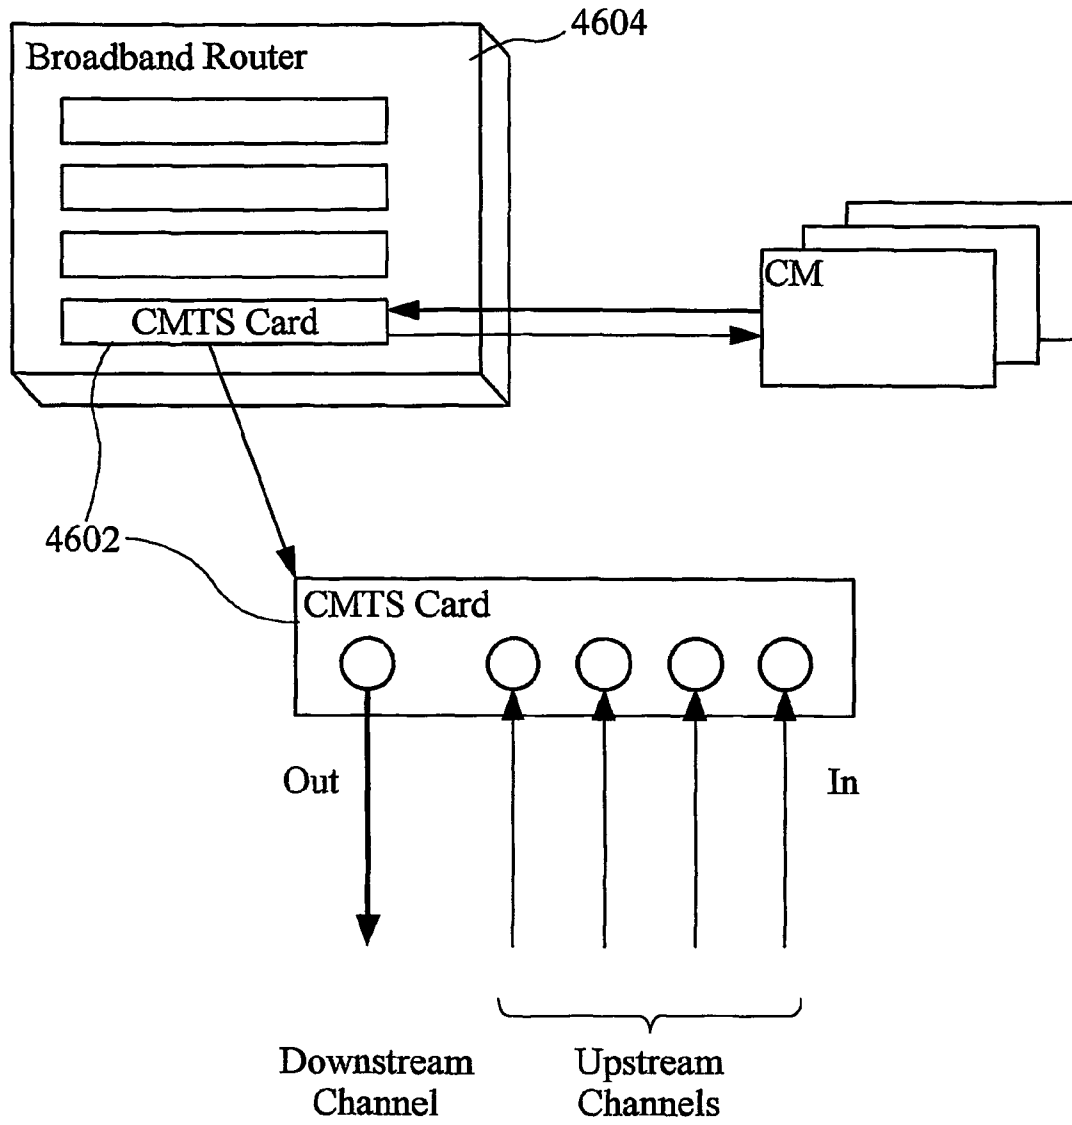 4604
Broadband Router
CM
CMTS Card
4602
CMTS Card
Out
In
Downstream
Channel
Upstream
Channels